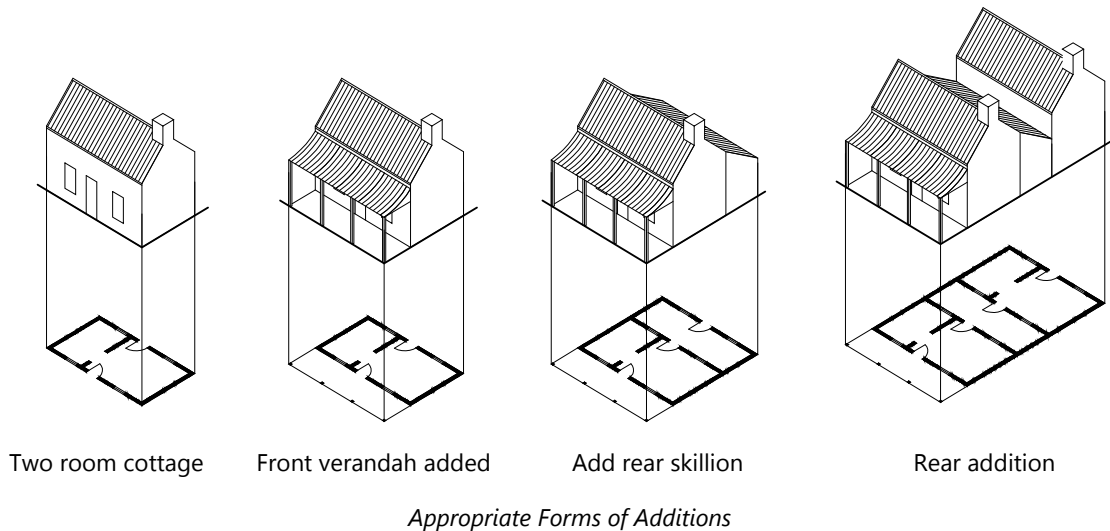 Two room cottage Front verandah added Add rear skillion Rear addition
Appropriate Forms of Additions